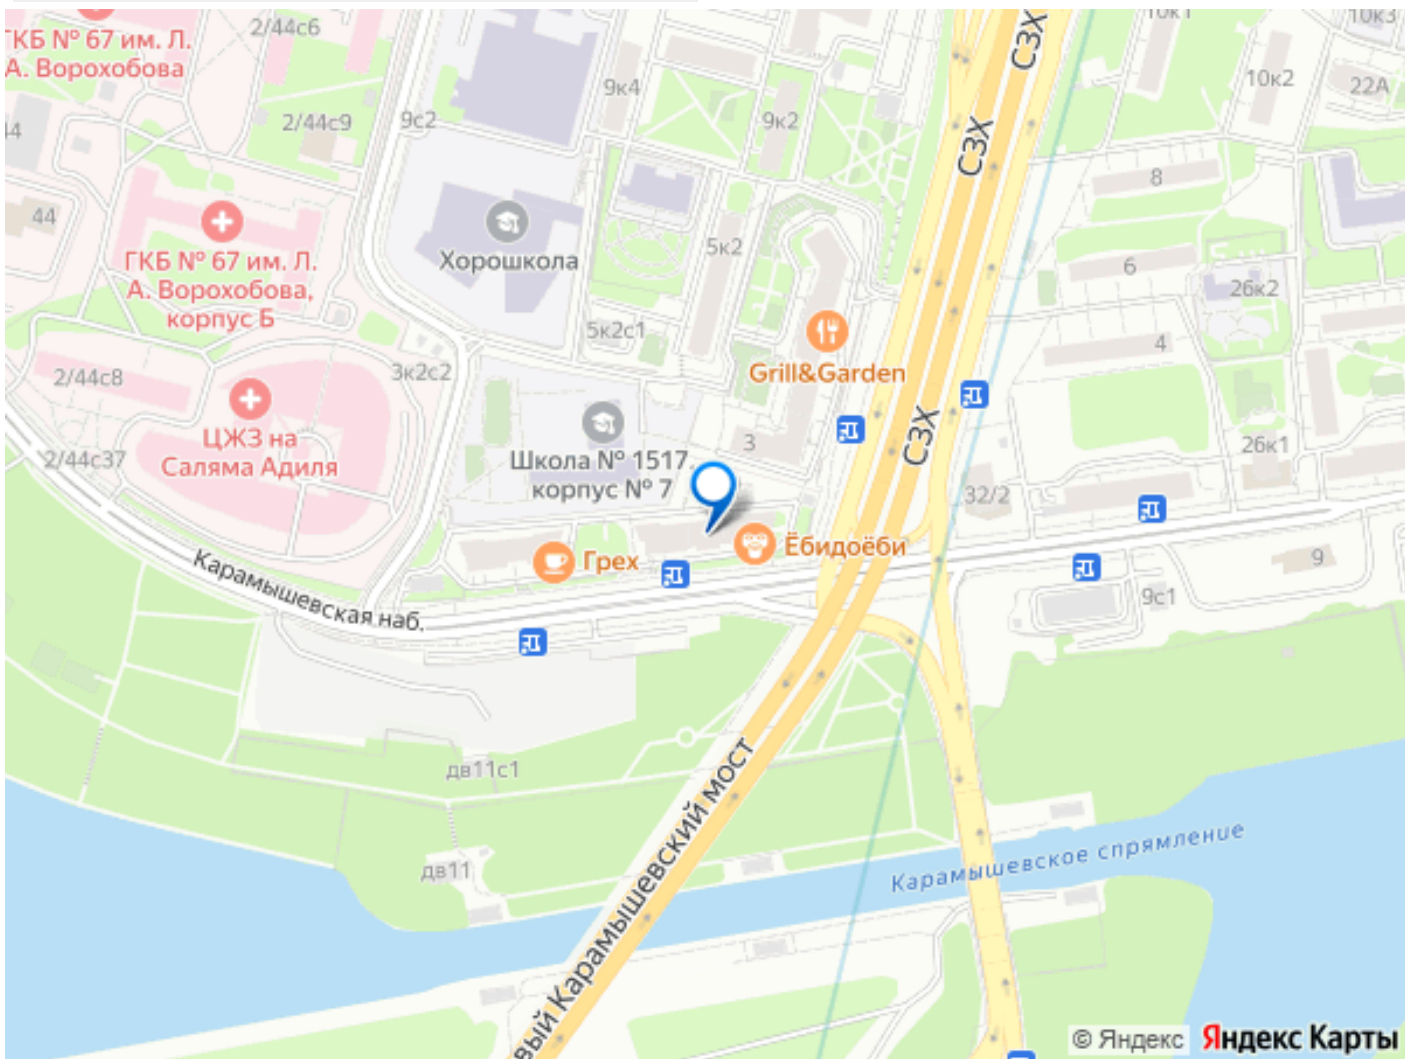 2/44с6
10к1
10к3
СЗХ
ГКБ № 67 им. Л.
А. Ворохобова
9к4
10к2
22А
44
2/44с9
9с2
9к2
СЗХ
8
44
ГКБ № 67 им. Л.
А. Ворохобова,
корпус Б
Хорошкола
5к2
6
26к2
5к2с1
4
2/44с8
3к2с2
Grill&Garden
ЦЖЗ на
Саляма Адиля
2/44с37
СЗХ
3
26к1
Школа № 1517,
корпус № 7
32/2
Грех
Ёбидоёби
9
9с1
Карамышевская наб.
дв11с1
дв11
Карамышевское спрямление
вый Карамышевский мост
© Яндекс Яндекс Карты